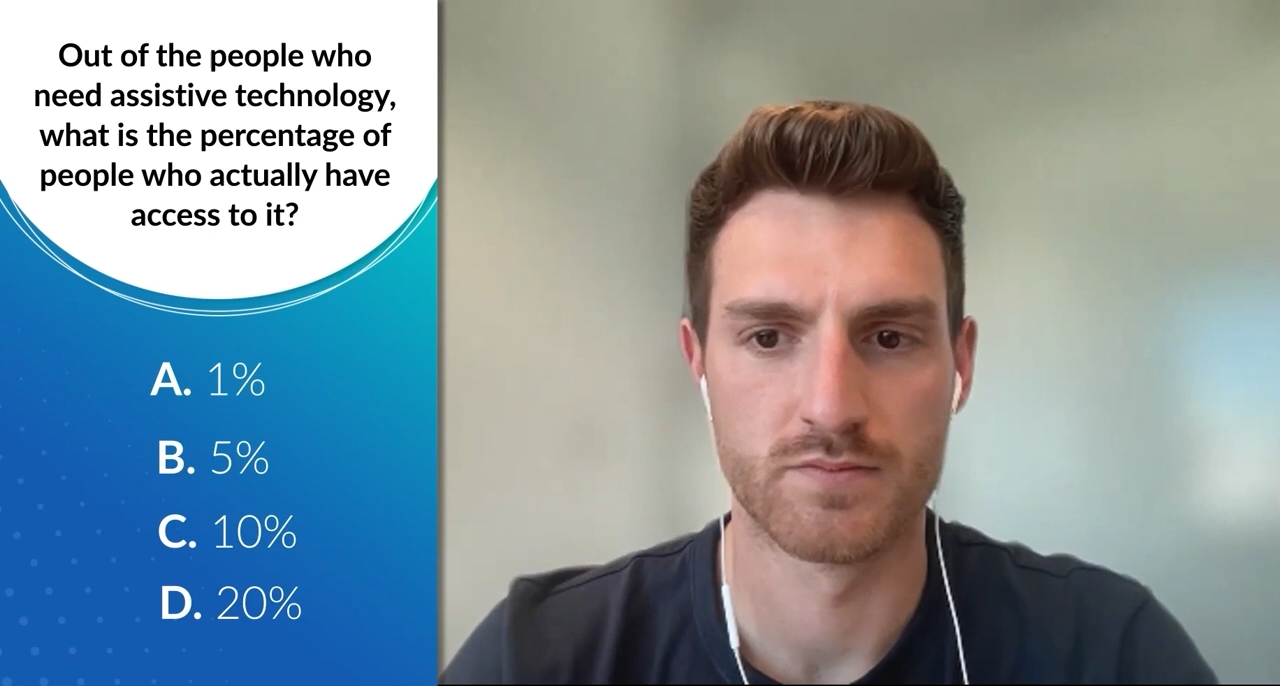 Out of the people who
need assistive technology,
what is the percentage of
people who actually have
access to it?
A. 1%
B. 5%
C. 10%
D. 20%